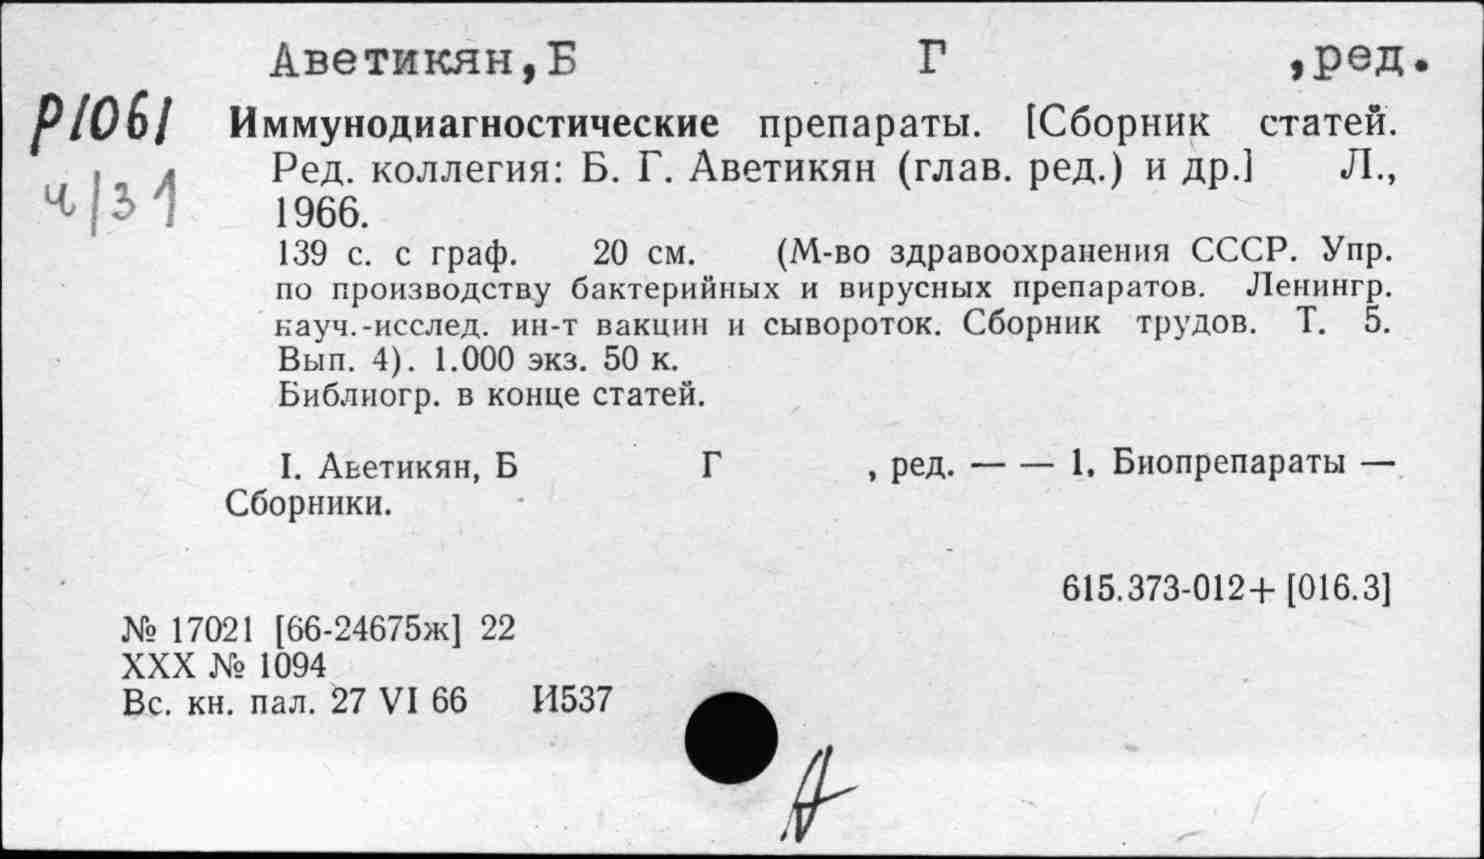 Аветикян,Б Г ,ред.
Р1061
Ч/31
Иммунодиагностические препараты. [Сборник статей.
Ред. коллегия: Б. Г. Аветикян (глав. ред.) и др.] Л.,
1966.
139 с. с граф. 20 см. (М-во здравоохранения СССР. Упр.
по производству бактерийных и вирусных препаратов. Ленингр.
науч.-исслед. ин-т вакцин и сывороток. Сборник трудов. Т. 5.
Вып. 4). 1.000 экз. 50 к.
Библиогр. в конце статей.
I. Аветикян, Б Г , ред. — — 1. Биопрепараты —
Сборники.
615.373-012+ [016.3]
№ 17021 [66-24675ж] 22
XXX № 1094
Вс. кн. пал. 27 VI 66 И537